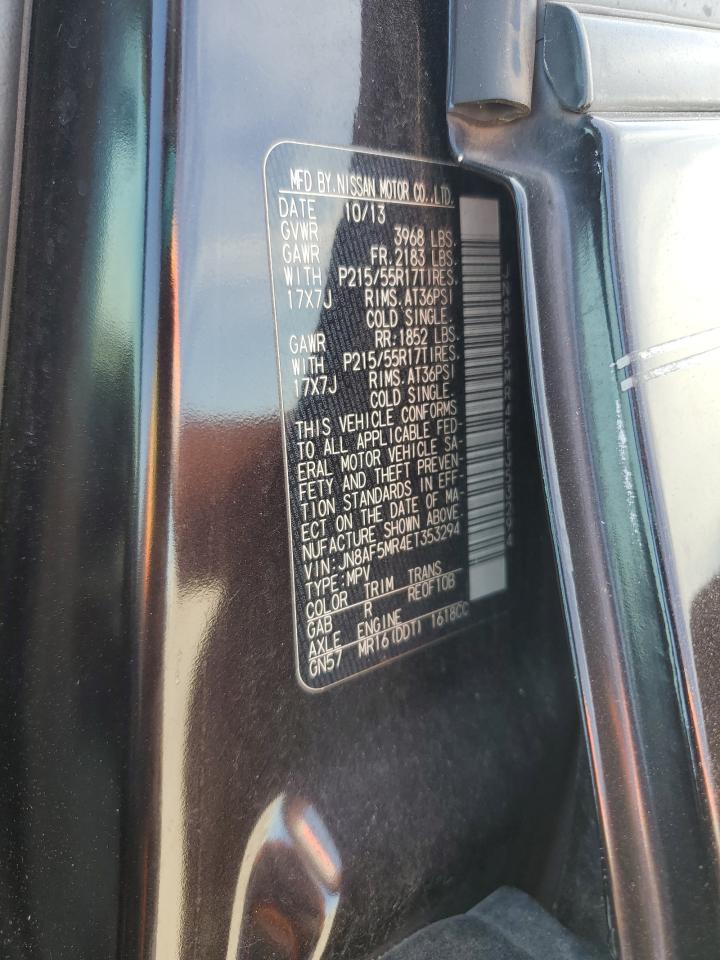 MFD BY.NISSAN MOTOR CO.,LTD.
DATE 10/13
GVWR 3968 LBS.
GAWR FR.2183 LBS.
WITH P215/55R17TIRES.
17X7J RIMS.AT36PSI
COLD SINGLE.
GAWR RR:1852 LBS.
WITH P215/55R17TIRES.
17X7J RIMS.AT36PSI
COLD SINGLE.
THIS VEHICLE CONFORMS
TO ALL APPLICABLE FED-
ERAL MOTOR VEHICLE SA-
FETY AND THEFT PREVEN-
TION STANDARDS IN EFF-
ECT ON THE DATE OF MA-
NUFACTURE SHOWN ABOVE.
VIN:JN8AF5MR4ET353294
TYPE:MPV
COLOR TRIM TRANS
GAB R RE0F10B
AXLE ENGINE
GN57 MR16(DDT) 1618CC
JN8AF5MR4ET353294